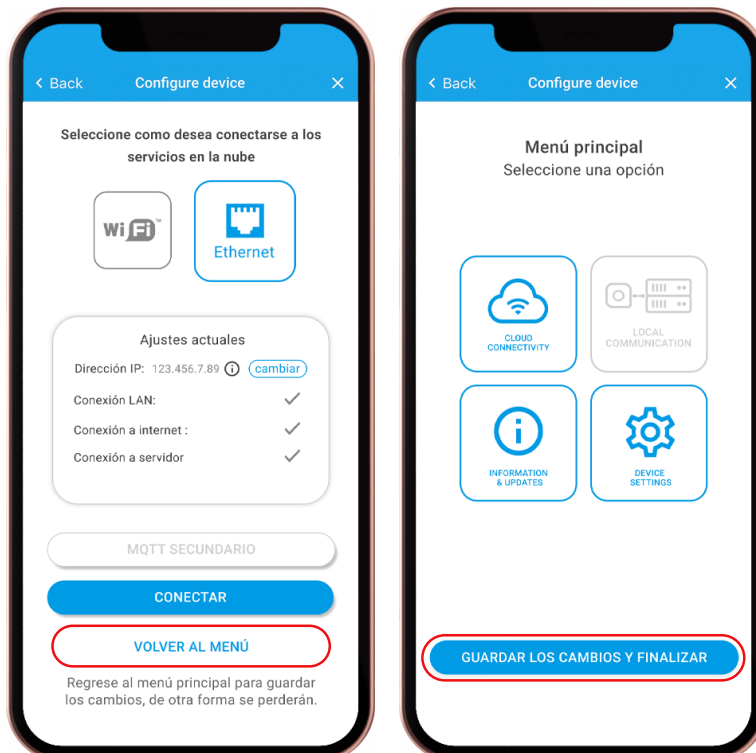 Back
Configure device
Seleccione como desea conectarse a los
servicios en la nube
WiFi™
Ethernet
Ajustes actuales
Dirección IP: 123.456.7.89 i cambiar
Conexión LAN:
Conexión a internet :
Conexión a servidor
MQTT SECUNDARIO
CONECTAR
VOLVER AL MENÚ
Regrese al menú principal para guardar
los cambios, de otra forma se perderán.
Back
Configure device
Menú principal
Seleccione una opción
CLOUD
CONNECTIVITY
LOCAL
COMMUNICATION
INFORMATION
& UPDATES
DEVICE
SETTINGS
GUARDAR LOS CAMBIOS Y FINALIZAR